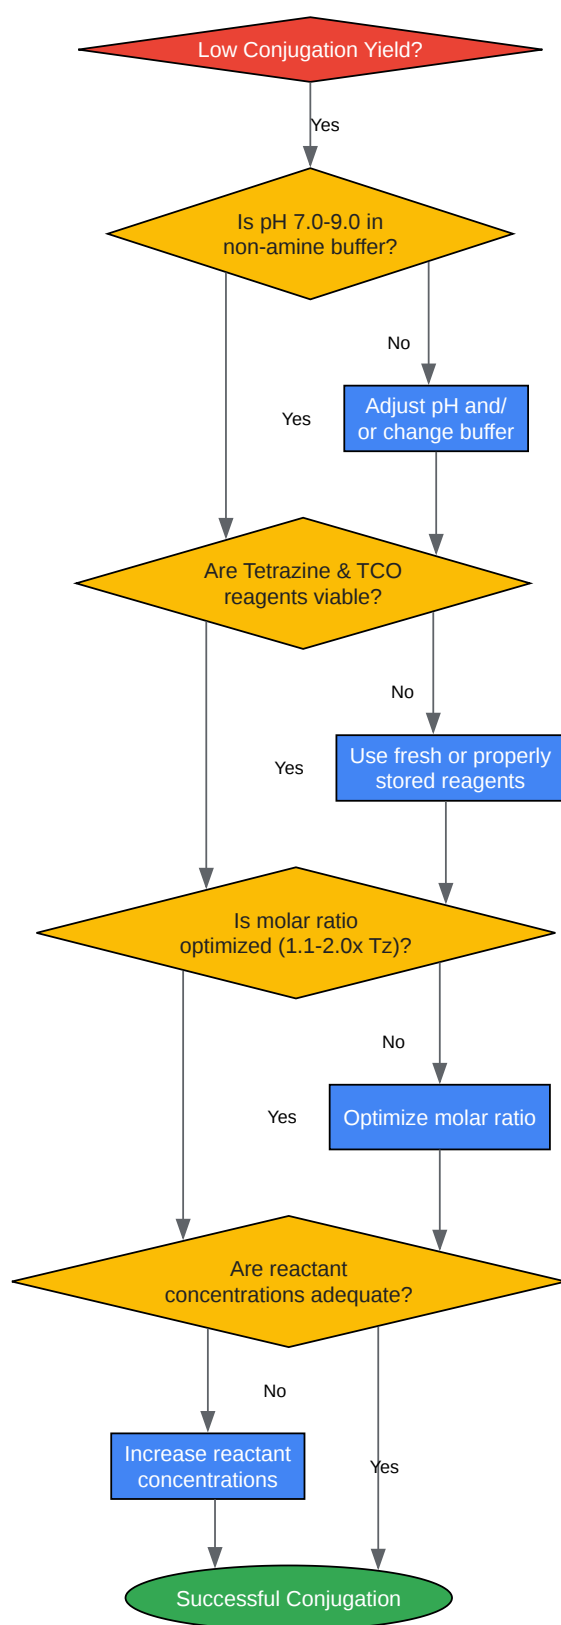 Low Conjugation Yield?
Yes
Is pH 7.0-9.0 in
non-amine buffer?
No
Adjust pH and/
or change buffer
Yes
Are Tetrazine & TCO
reagents viable?
No
Use fresh or properly
stored reagents
Yes
Is molar ratio
optimized (1.1-2.0x Tz)?
No
Optimize molar ratio
Yes
Are reactant
concentrations adequate?
No
Increase reactant
concentrations
Yes
Successful Conjugation